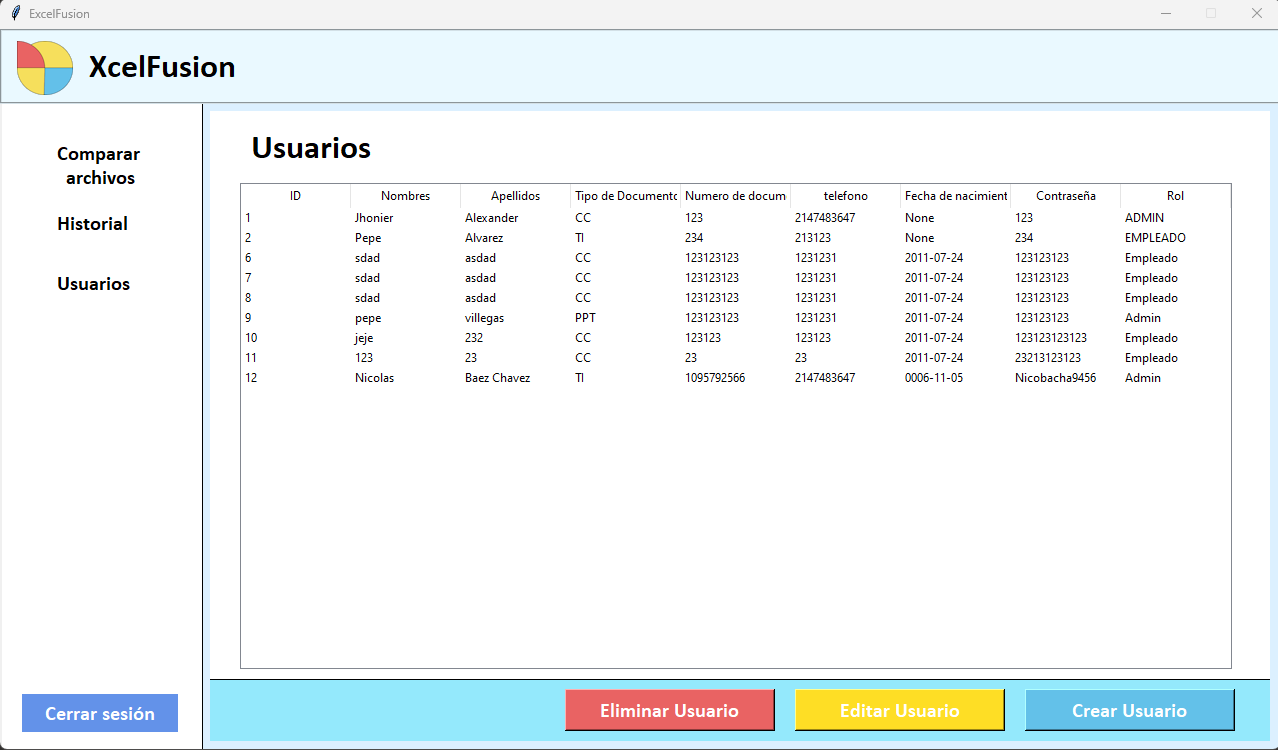 ExcelFusion
XcelFusion
Comparar
archivos
Historial
Usuarios
Cerrar sesión
Usuarios
ID Nombres Apellidos Tipo de Documento Numero de docum telefono Fecha de nacimient Contraseña Rol
1 Jhonier Alexander CC 123 2147483647 None 123 ADMIN
2 Pepe Alvarez TI 234 213123 None 234 EMPLEADO
6 sdad asdad CC 123123123 1231231 2011-07-24 123123123 Empleado
7 sdad asdad CC 123123123 1231231 2011-07-24 123123123 Empleado
8 sdad asdad CC 123123123 1231231 2011-07-24 123123123 Empleado
9 pepe villegas PPT 123123123 1231231 2011-07-24 123123123 Admin
10 jeje 232 CC 123123 123123 2011-07-24 123123123123 Empleado
11 123 23 CC 23 23 2011-07-24 23213123123 Empleado
12 Nicolas Baez Chavez TI 1095792566 2147483647 0006-11-05 Nicobacha9456 Admin
Eliminar Usuario Editar Usuario Crear Usuario